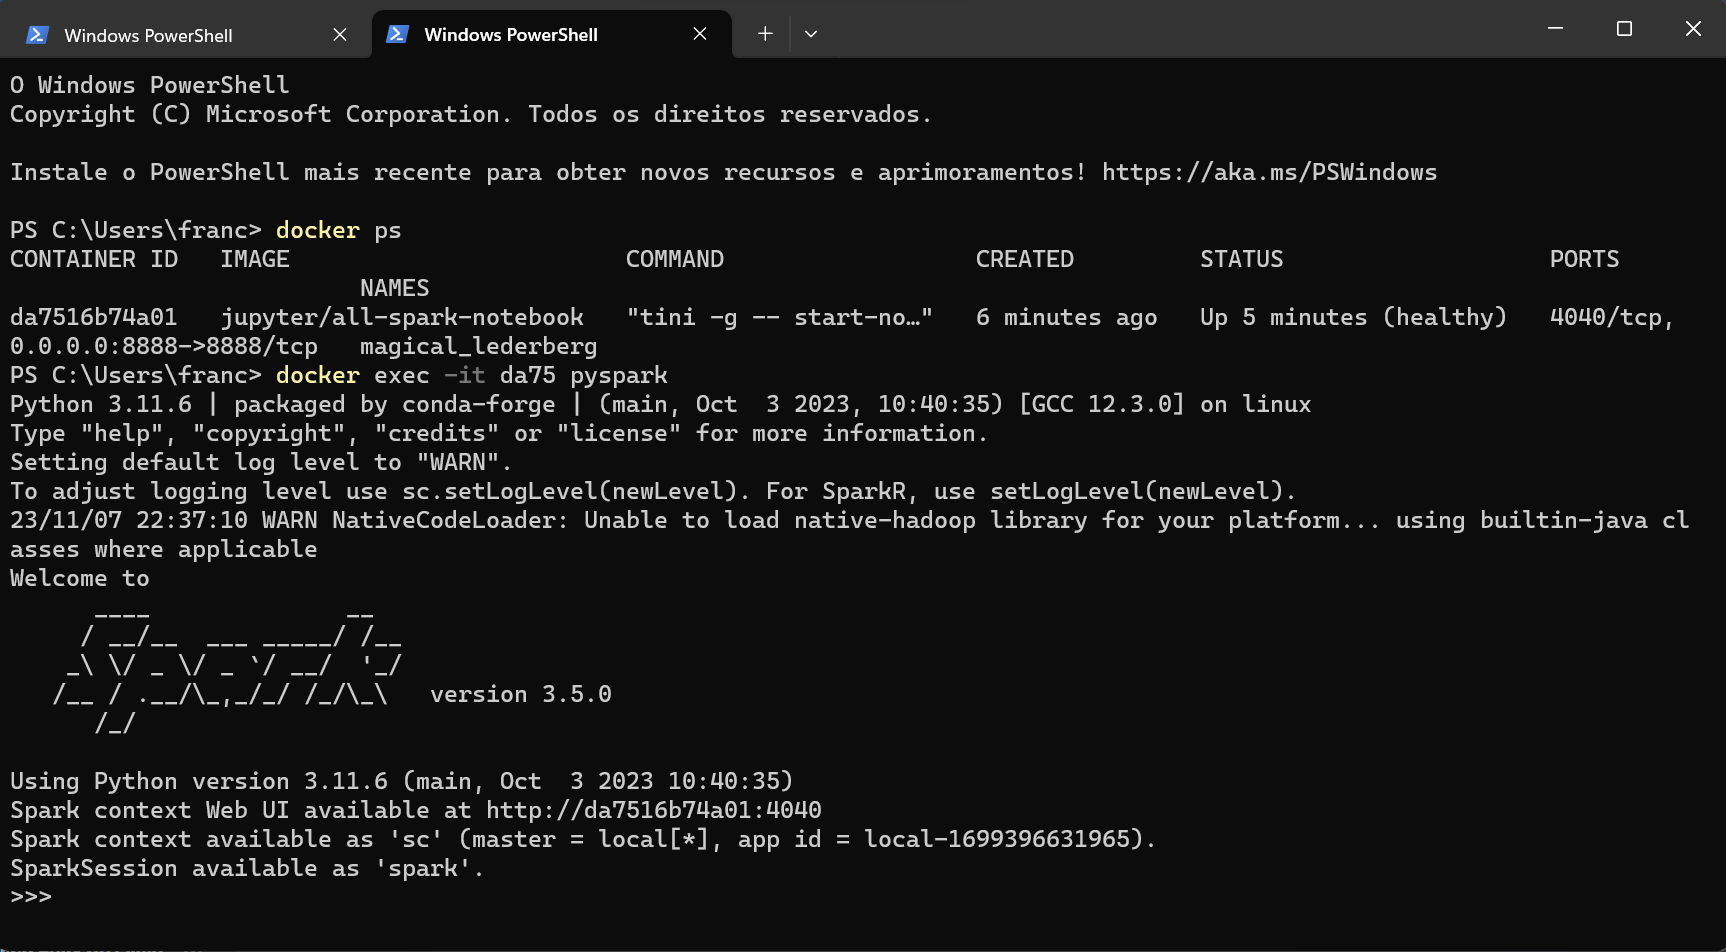 Windows PowerShell
Windows PowerShell
O Windows PowerShell
Copyright (C) Microsoft Corporation. Todos os direitos reservados.
Instale o PowerShell mais recente para obter novos recursos e aprimoramentos! https://aka.ms/PSWindows
PS C:\Users\franc> docker ps
CONTAINER ID   IMAGE                        COMMAND                  CREATED         STATUS                   PORTS
                         NAMES
da7516b74a01   jupyter/all-spark-notebook   "tini -g -- start-no…"   6 minutes ago   Up 5 minutes (healthy)   4040/tcp,
0.0.0.0:8888->8888/tcp   magical_lederberg
PS C:\Users\franc> docker exec -it da75 pyspark
Python 3.11.6 | packaged by conda-forge | (main, Oct  3 2023, 10:40:35) [GCC 12.3.0] on linux
Type "help", "copyright", "credits" or "license" for more information.
Setting default log level to "WARN".
To adjust logging level use sc.setLogLevel(newLevel). For SparkR, use setLogLevel(newLevel).
23/11/07 22:37:10 WARN NativeCodeLoader: Unable to load native-hadoop library for your platform... using builtin-java cl
asses where applicable
Welcome to
      ____              __
     / __/__  ___ _____/ /__
    _\ \/ _ \/ _ `/ __/  '_/
   /__ / .__/\_,_/_/ /_/\_\   version 3.5.0
      /_/
Using Python version 3.11.6 (main, Oct  3 2023 10:40:35)
Spark context Web UI available at http://da7516b74a01:4040
Spark context available as 'sc' (master = local[*], app id = local-1699396631965).
SparkSession available as 'spark'.
>>>